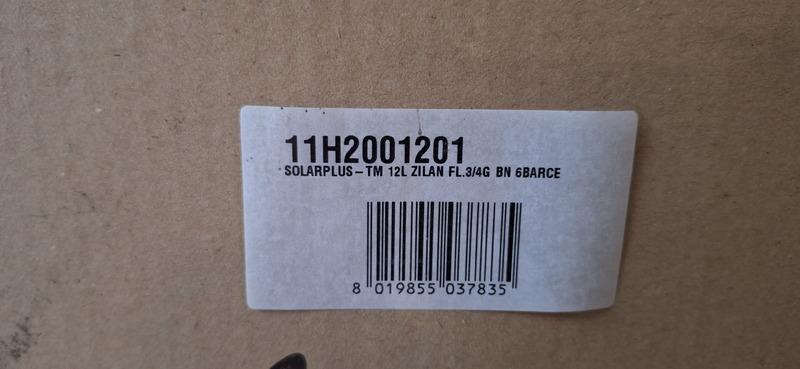 11H2001201
SOLARPLUS-TM 12L ZILAN FL.3/4G BN 6BARCE
8 019855 037835